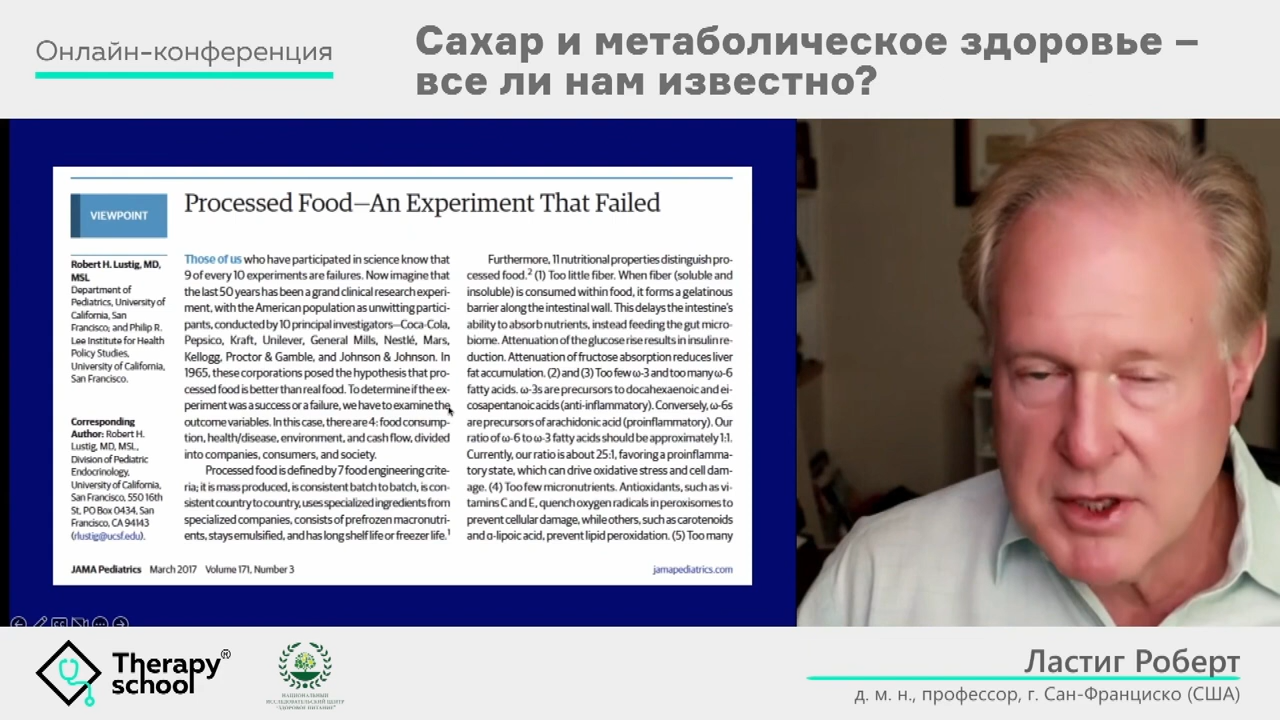 Онлайн-конференция
Сахар и метаболическое здоровье –
все ли нам известно?
VIEWPOINT
Robert H. Lustig, MD,
MSL
Department of
Pediatrics, University of
California, San
Francisco; and Philip R.
Lee Institute for Health
Policy Studies,
University of California,
San Francisco.
Corresponding
Author: Robert H.
Lustig, MD, MSL,
Division of Pediatric
Endocrinology,
University of California,
San Francisco, 550 16th
St, PO Box 0434, San
Francisco, CA 94143
(rlustig@ucsf.edu).
Processed Food—An Experiment That Failed
Those of us who have participated in science know that
9 of every 10 experiments are failures. Now imagine that
the last 50 years has been a grand clinical research experi-
ment, with the American population as unwitting partici-
pants, conducted by 10 principal investigators—Coca-Cola,
Pepsico, Kraft, Unilever, General Mills, Nestlé, Mars,
Kellogg, Proctor & Gamble, and Johnson & Johnson. In
1965, these corporations posed the hypothesis that pro-
cessed food is better than real food. To determine if the ex-
periment was a success or a failure, we have to examine the
outcome variables. In this case, there are 4: food consump-
tion, health/disease, environment, and cash flow, divided
into companies, consumers, and society.
Processed food is defined by 7 food engineering crite-
ria; it is mass produced, is consistent batch to batch, is con-
sistent country to country, uses specialized ingredients from
specialized companies, consists of prefrozen macronutri-
ents, stays emulsified, and has long shelf life or freezer life.1
Furthermore, 11 nutritional properties distinguish pro-
cessed food.2 (1) Too little fiber. When fiber (soluble and
insoluble) is consumed within food, it forms a gelatinous
barrier along the intestinal wall. This delays the intestine's
ability to absorb nutrients, instead feeding the gut micro-
biome. Attenuation of the glucose rise results in insulin re-
duction. Attenuation of fructose absorption reduces liver
fat accumulation. (2) and (3) Too few ω-3 and too many ω-6
fatty acids. ω-3s are precursors to docahexaenoic and ei-
cosapentanoic acids (anti-inflammatory). Conversely, ω-6s
are precursors of arachidonic acid (proinflammatory). Our
ratio of ω-6 to ω-3 fatty acids should be approximately 1:1.
Currently, our ratio is about 25:1, favoring a proinflamma-
tory state, which can drive oxidative stress and cell dam-
age. (4) Too few micronutrients. Antioxidants, such as vi-
tamins C and E, quench oxygen radicals in peroxisomes to
prevent cellular damage, while others, such as carotenoids
and α-lipoic acid, prevent lipid peroxidation. (5) Too many
JAMA Pediatrics March 2017 Volume 171, Number 3
jamapediatrics.com
Therapy®
school
НАЦИОНАЛЬНЫЙ
ИССЛЕДОВАТЕЛЬСКИЙ ЦЕНТР
"ЗДОРОВОЕ ПИТАНИЕ"
Ластиг Роберт
д. м. н., профессор, г. Сан-Франциско (США)